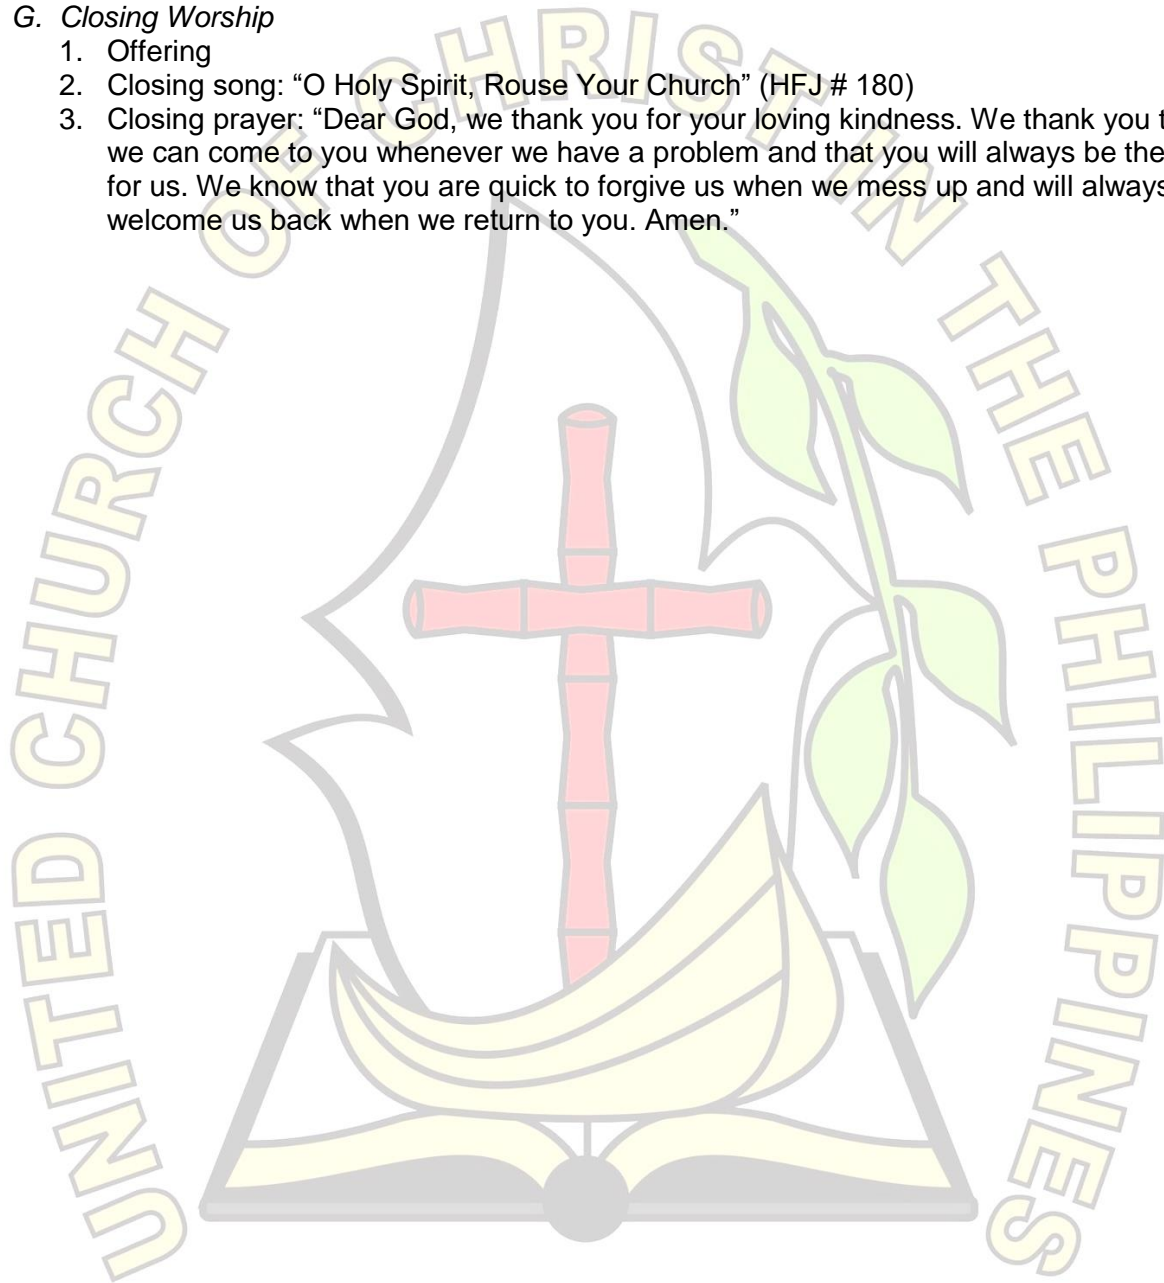 G. Closing Worship
1. Offering
2. Closing song: “O Holy Spirit, Rouse Your Church” (HFJ # 180)
3. Closing prayer: “Dear God, we thank you for your loving kindness. We thank you
we can come to you whenever we have a problem and that you will always be
for us. We know that you are quick to forgive us when we mess up and will always
welcome us back when we return to you. Amen.”
UNITED CHURCH OF CHRIST IN THE PHILIPPINES